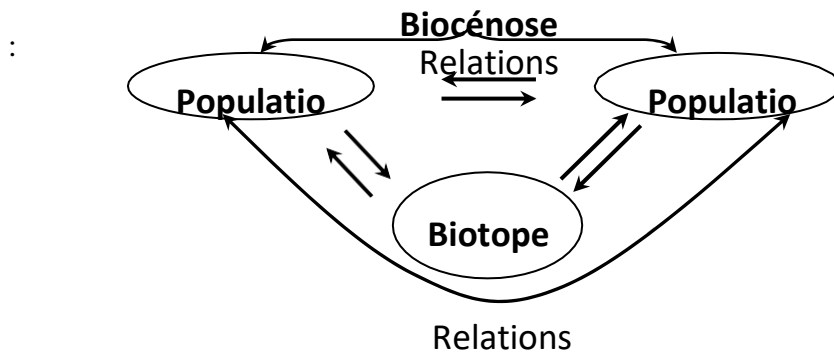 Biocénose
:
Relations
Populatio Populatio
Biotope
Relations